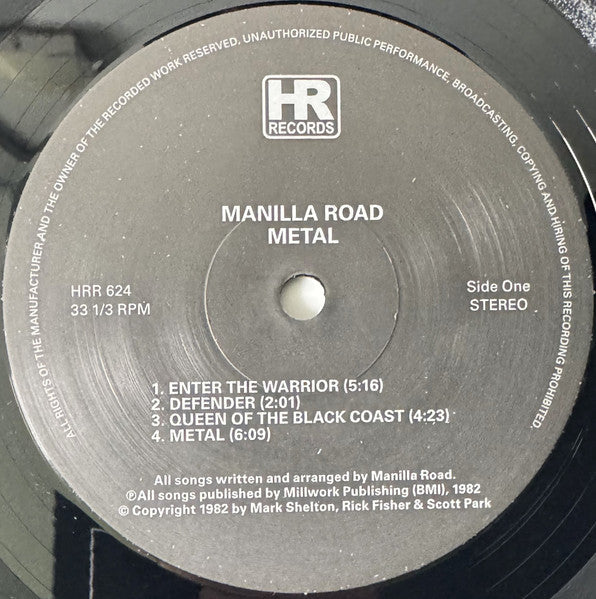 ALL RIGHTS OF THE MANUFACTURER AND THE OWNER OF THE RECORDED WORK RESERVED, UNAUTHORIZED PUBLIC PERFORMANCE, BROADCASTING, COPYING AND HIRING OF THIS RECORDING PROHIBITED.
HR
RECORDS
MANILLA ROAD
METAL
HRR 624
33 1/3 RPM
Side One
STEREO
1. ENTER THE WARRIOR (5:16)
2. DEFENDER (2:01)
3. QUEEN OF THE BLACK COAST (4:23)
4. METAL (6:09)
All songs written and arranged by Manilla Road.
℗All songs published by Millwork Publishing (BMI), 1982
© Copyright 1982 by Mark Shelton, Rick Fisher & Scott Park